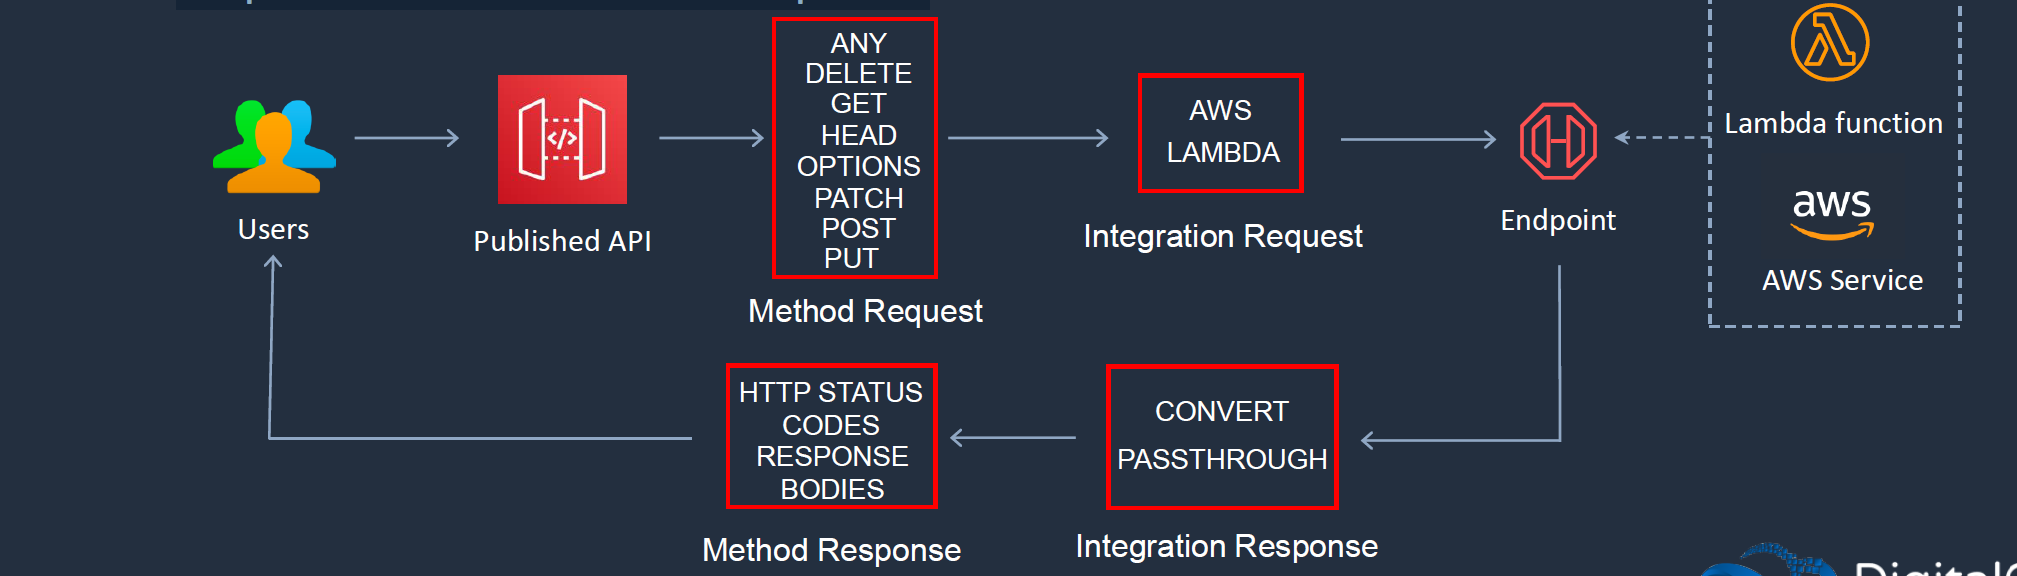 ANY
DELETE
GET
HEAD
OPTIONS
PATCH
POST
PUT
AWS
LAMBDA
Lambda function
aws
AWS Service
Users
Published API
</>
Method Request
Integration Request
Endpoint
HTTP STATUS
CODES
RESPONSE
BODIES
Method Response
CONVERT
PASSTHROUGH
Integration Response